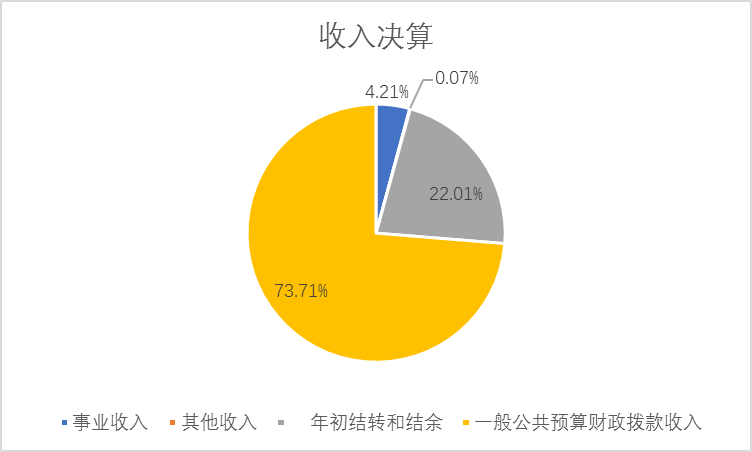 收入决算
4.21%
0.07%
22.01%
73.71%
事业收入 其他收入 年初结转和结余 一般公共预算财政拨款收入